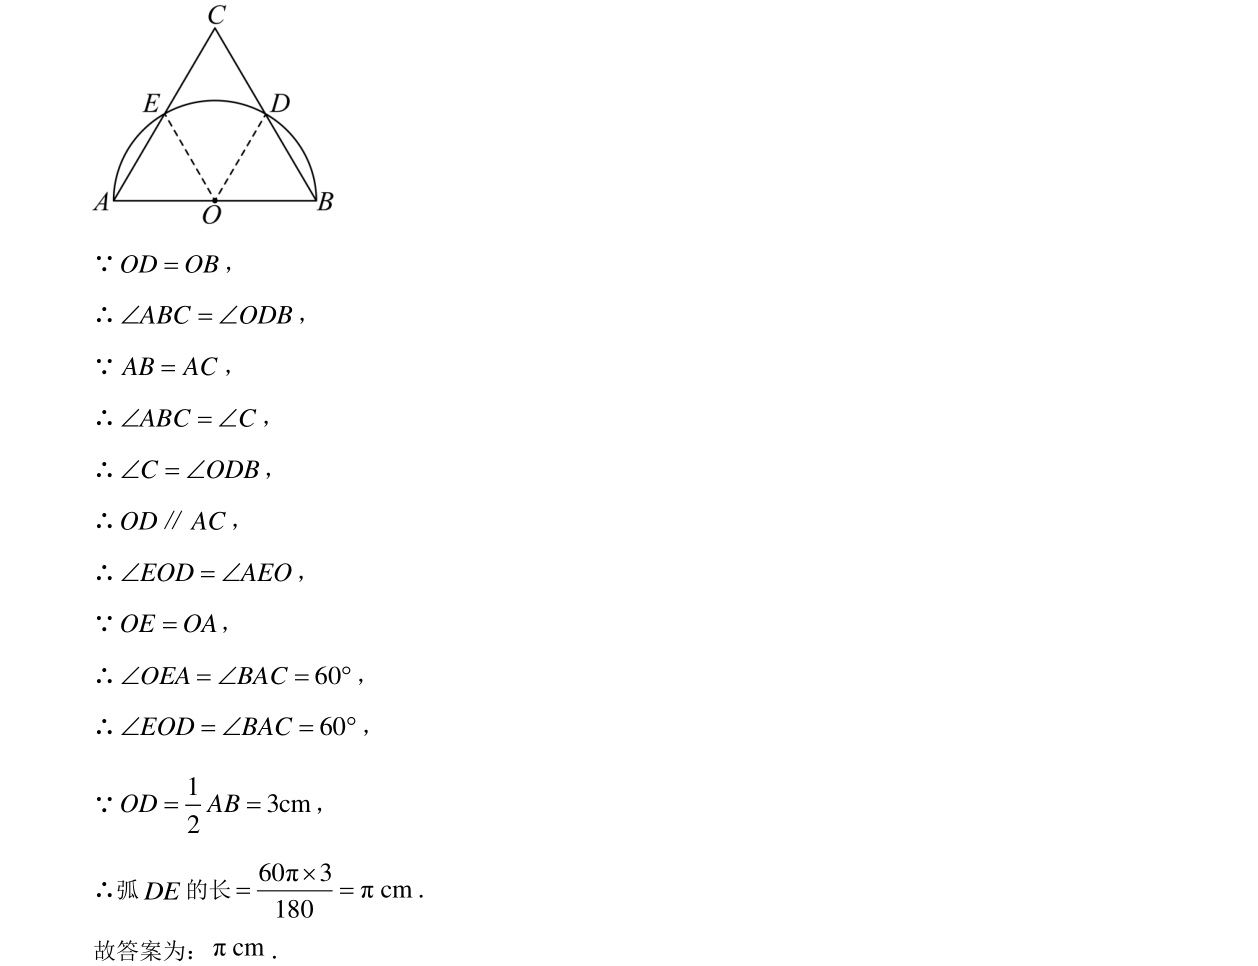 C
E D
A O B
∵ OD = OB，
∴ ∠ABC = ∠ODB，
∵ AB = AC，
∴ ∠ABC = ∠C，
∴ ∠C = ∠ODB，
∴ OD ∥ AC，
∴ ∠EOD = ∠AEO，
∵ OE = OA，
∴ ∠OEA = ∠BAC = 60°，
∴ ∠EOD = ∠BAC = 60°，
∵ OD = \frac{1}{2} AB = 3cm，
∴弧 DE 的长 = \frac{60π×3}{180} = π cm．
故答案为：π cm．